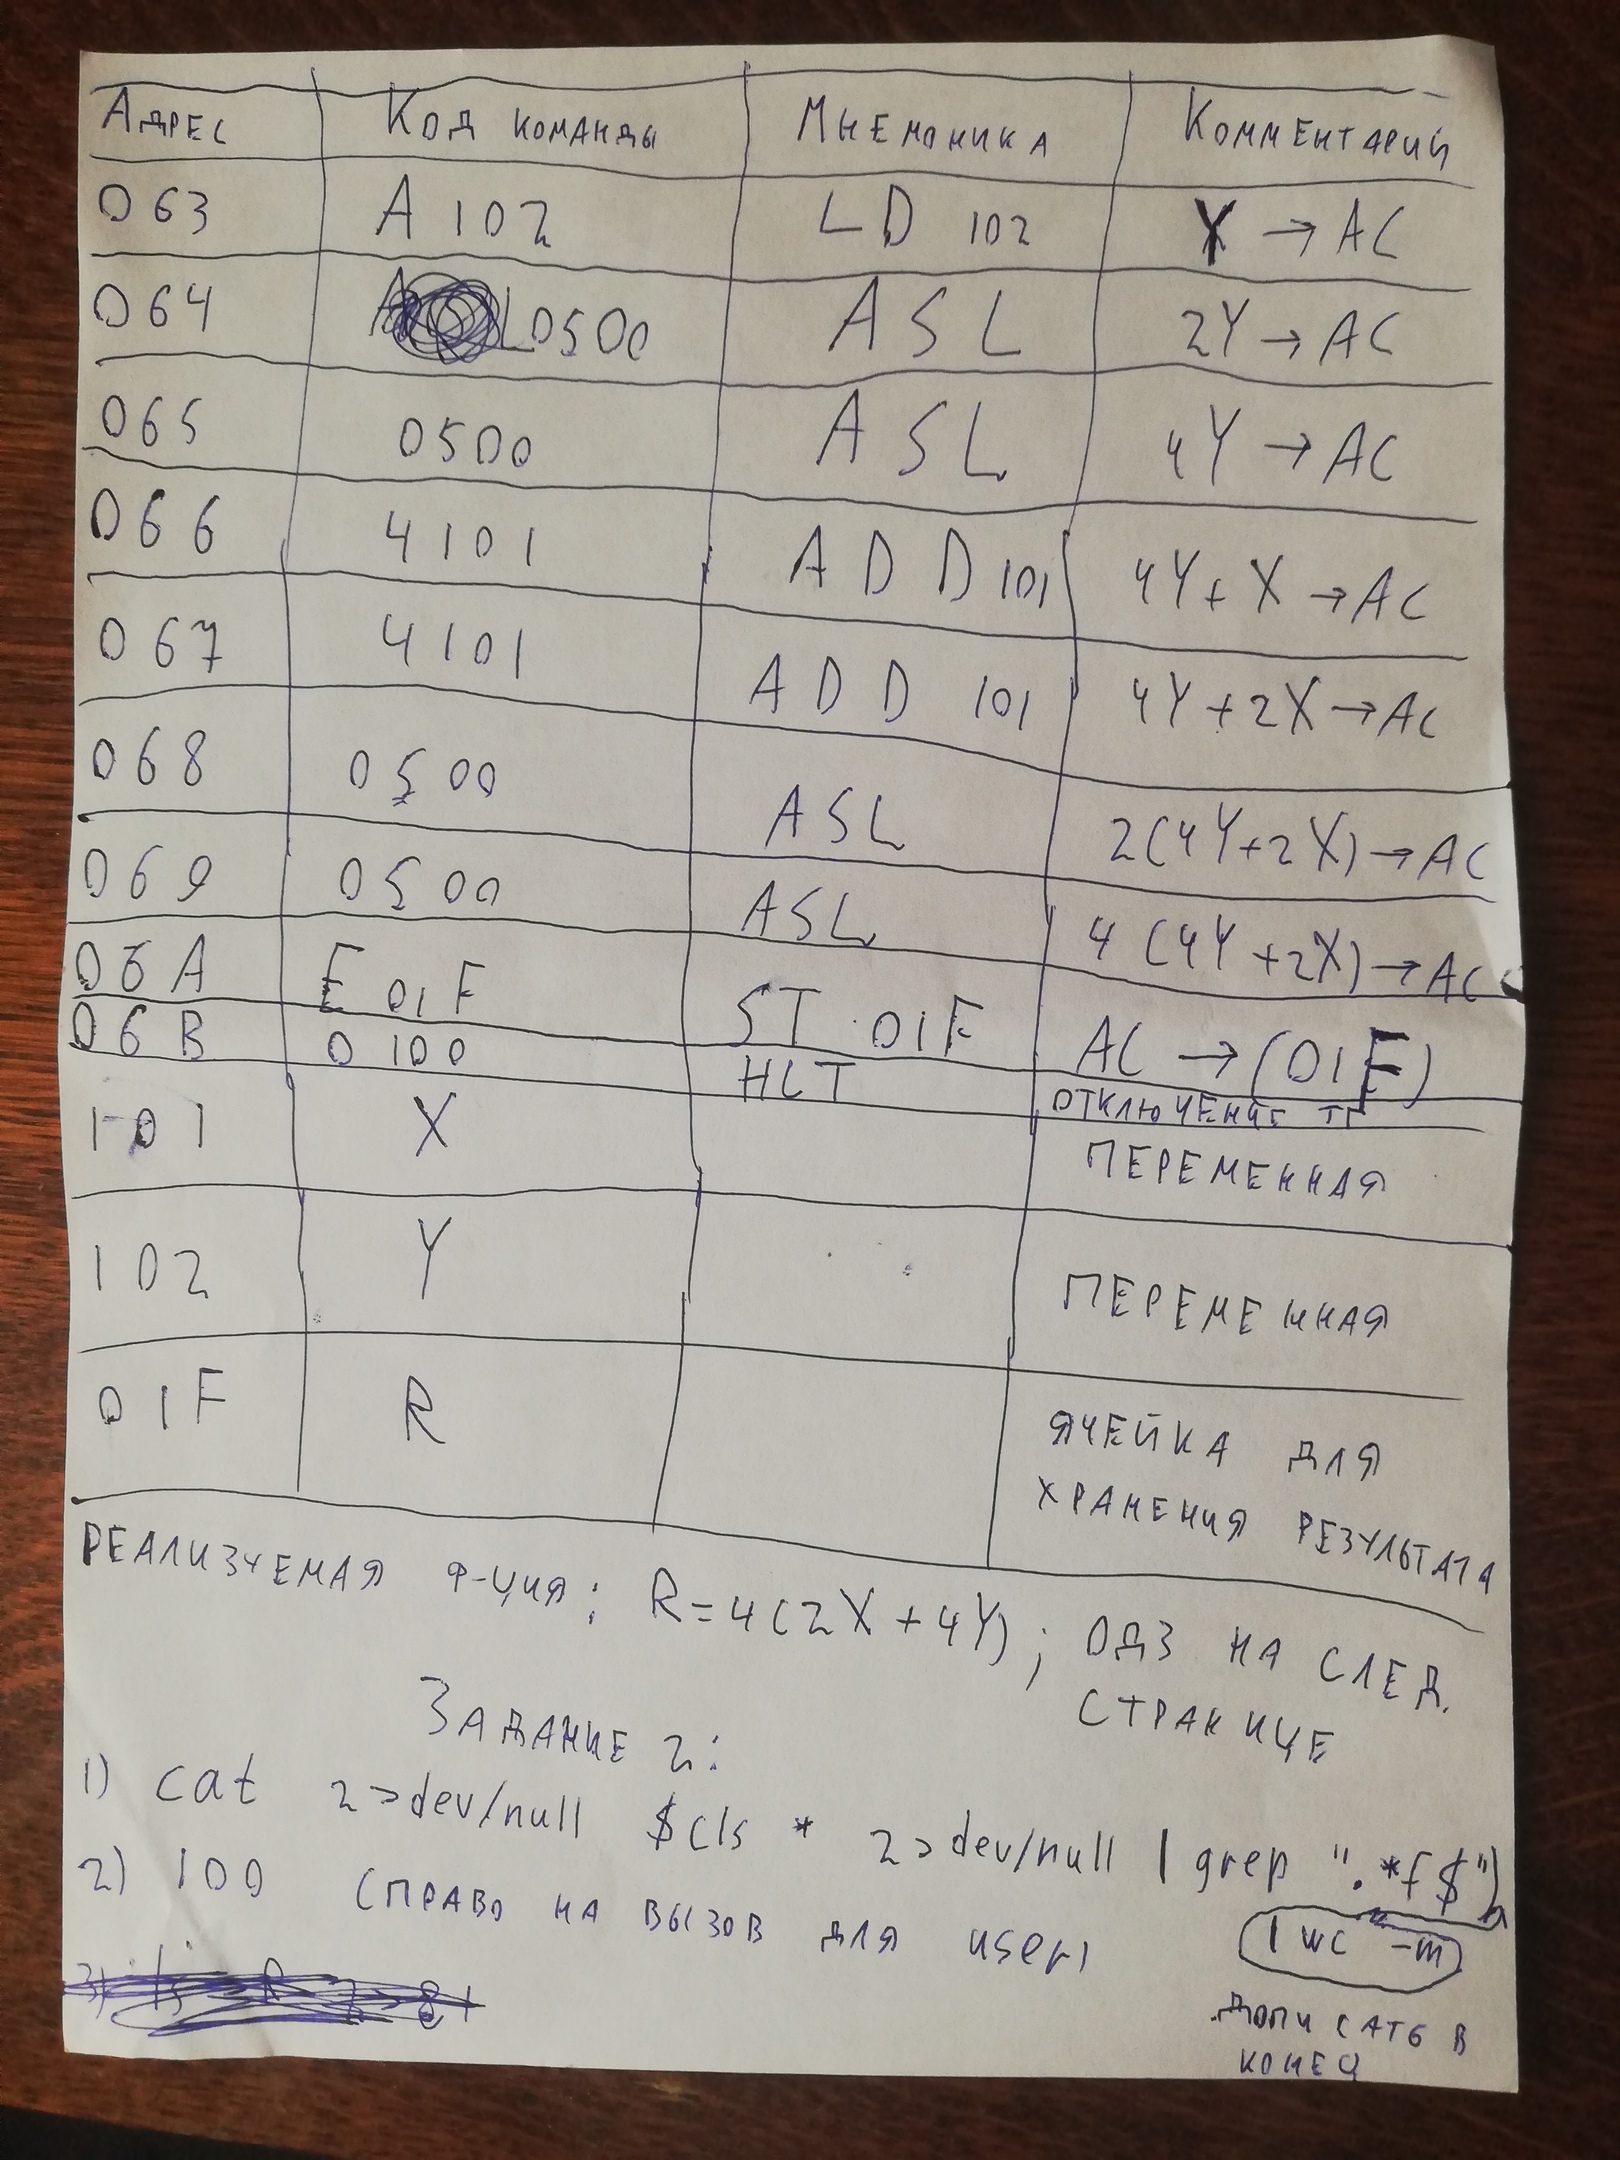 АДРЕС КОД КОМАНДЫ МНЕМОНИКА КОММЕНТАРИЙ
063 A102 LD 102 Y → AC
064 0500 ASL 2Y → AC
065 0500 ASL 4Y → AC
066 4101 ADD 101 4Y + X → AC
067 4101 ADD 101 4Y + 2X → AC
068 0500 ASL 2(4Y+2X) → AC
069 0500 ASL 4(4Y+2X) → AC
06A E01F ST 01F AC → (01F)
06B 0100 HLT ОТКЛЮЧЕНИЕ ТГ
101 X ПЕРЕМЕННАЯ
102 Y ПЕРЕМЕННАЯ
01F R ЯЧЕЙКА ДЛЯ
ХРАНЕНИЯ РЕЗУЛЬТАТА
РЕАЛИЗУЕМАЯ Ф-ЦИЯ: R=4(2X+4Y); ОДЗ НА СЛЕД.
СТРАНИЦЕ
ЗАДАНИЕ 2:
1) cat 2>dev/null $(ls * 2>dev/null | grep ".*f$")
| wc -m
2) 100 (ПРАВО НА ВЫЗОВ ДЛЯ user)
ДОПИСАТЬ В
КОНЕЦ